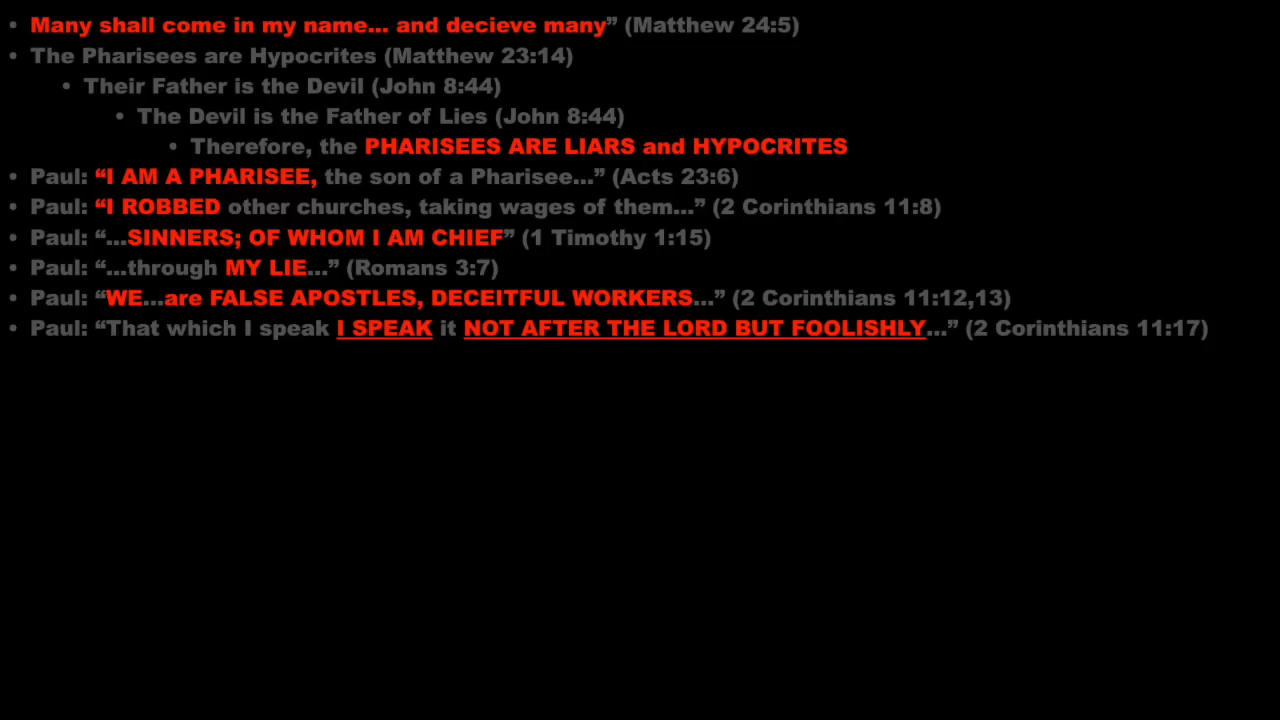 • Many shall come in my name... and decieve many” (Matthew 24:5)
• The Pharisees are Hypocrites (Matthew 23:14)
• Their Father is the Devil (John 8:44)
• The Devil is the Father of Lies (John 8:44)
• Therefore, the PHARISEES ARE LIARS and HYPOCRITES
• Paul: “I AM A PHARISEE, the son of a Pharisee...” (Acts 23:6)
• Paul: “I ROBBED other churches, taking wages of them...” (2 Corinthians 11:8)
• Paul: “...SINNERS; OF WHOM I AM CHIEF” (1 Timothy 1:15)
• Paul: “...through MY LIE...” (Romans 3:7)
• Paul: “WE...are FALSE APOSTLES, DECEITFUL WORKERS...” (2 Corinthians 11:12,13)
• Paul: “That which I speak I SPEAK it NOT AFTER THE LORD BUT FOOLISHLY...” (2 Corinthians 11:17)